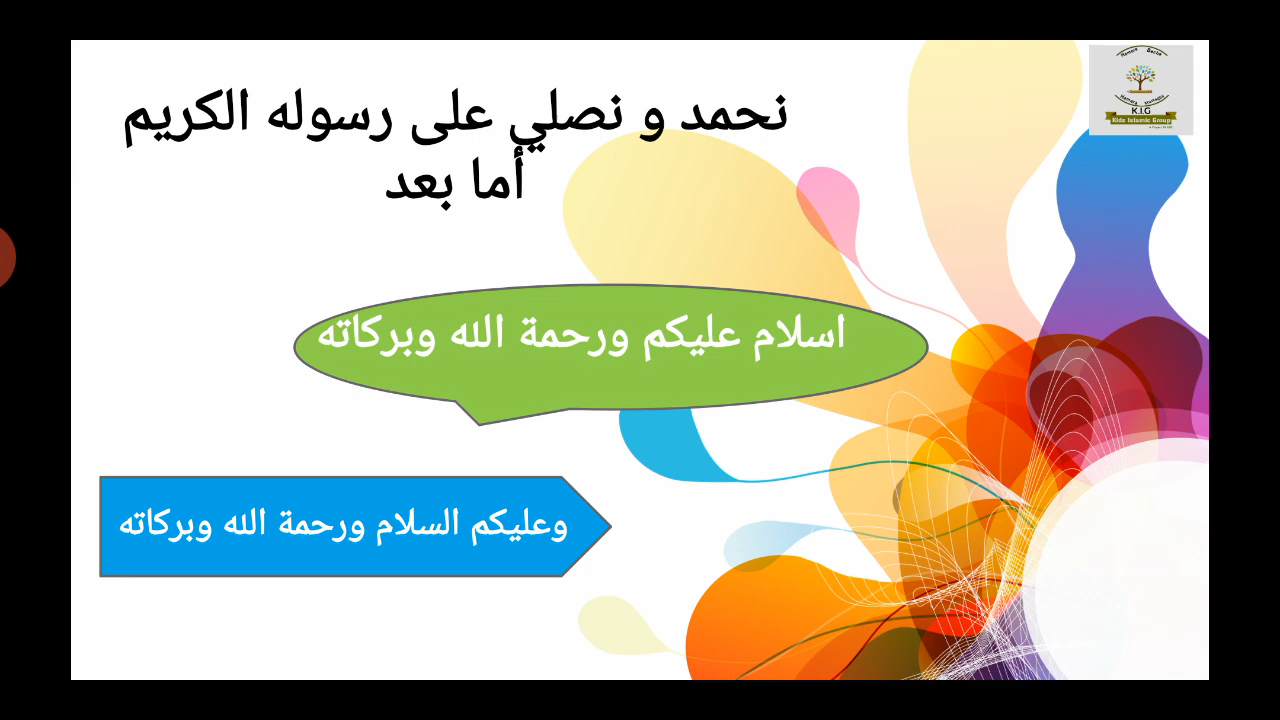 نحمد و نصلي على رسوله الكريم
أما بعد
اسلام عليكم ورحمة الله وبركاته
وعليكم السلام ورحمة الله وبركاته
K.I.G
Kids Islamic Group